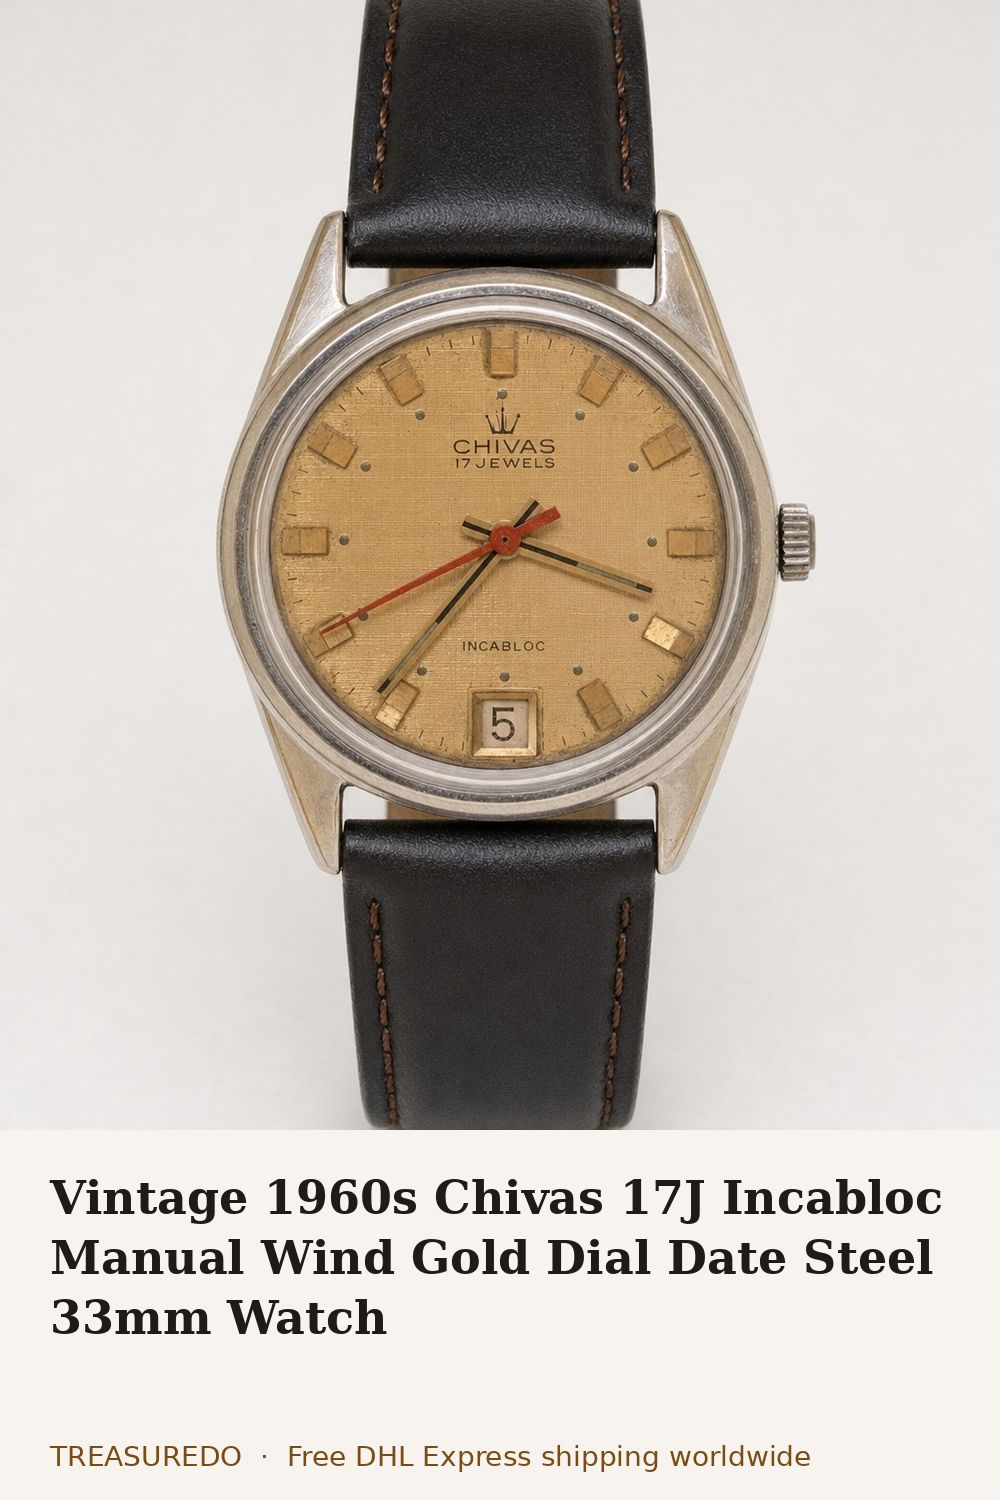 CHIVAS
17 JEWELS
INCABLOC
5
Vintage 1960s Chivas 17J Incabloc
Manual Wind Gold Dial Date Steel
33mm Watch
TREASUREDO · Free DHL Express shipping worldwide